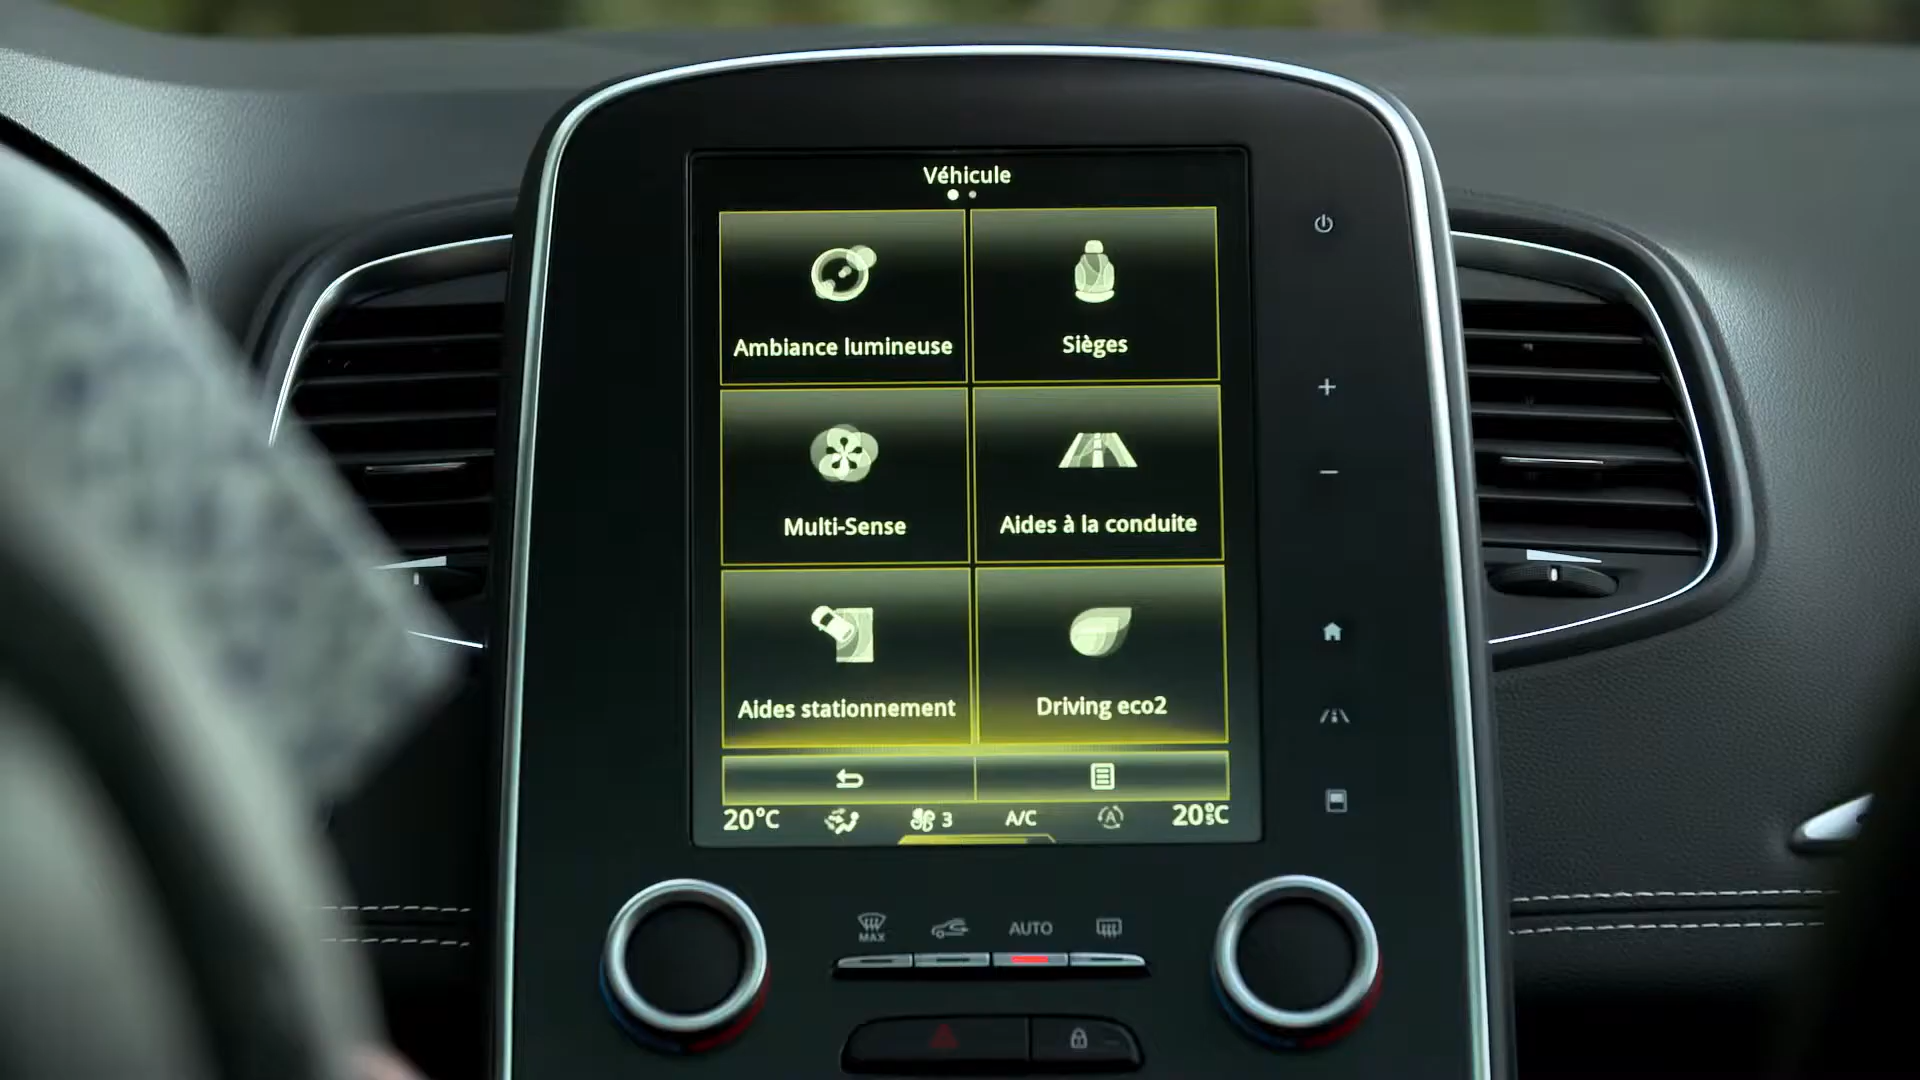 Véhicule
Ambiance lumineuse
Sièges
Multi-Sense
Aides à la conduite
Aides stationnement
Driving eco2
20°C
3
A/C
A
20°C
MAX
AUTO